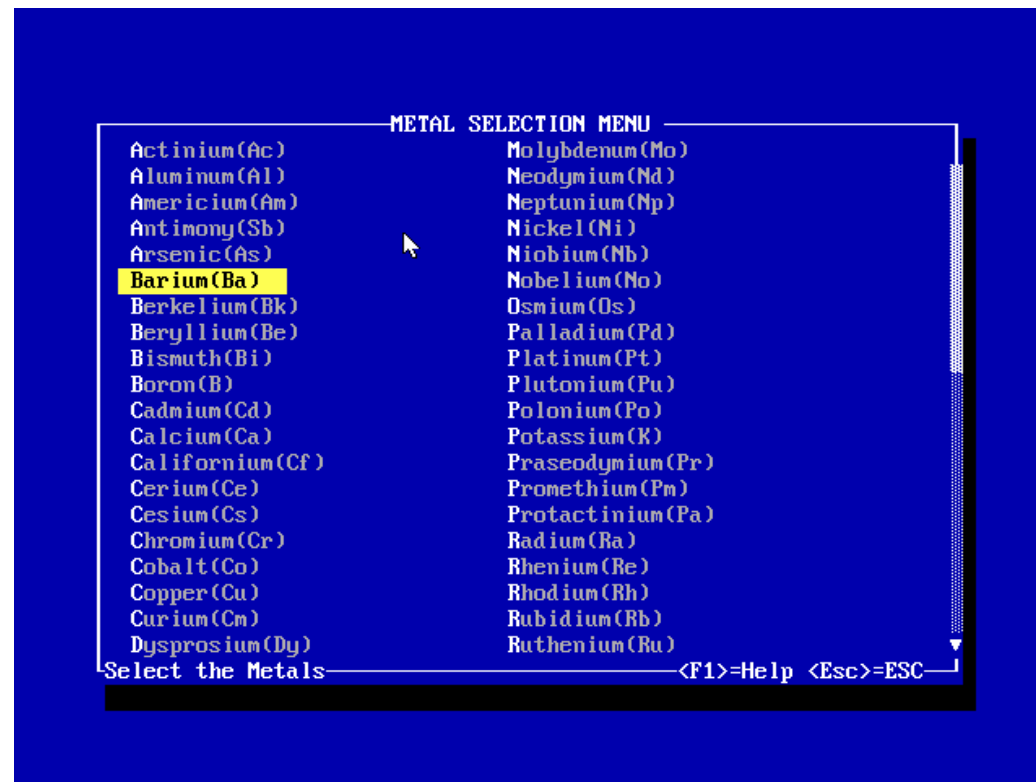 METAL SELECTION MENU
Actinium(Ac) Molybdenum(Mo)
Aluminum(Al) Neodymium(Nd)
Americium(Am) Neptunium(Np)
Antimony(Sb) Nickel(Ni)
Arsenic(As) Niobium(Nb)
Barium(Ba) Nobelium(No)
Berkelium(Bk) Osmium(Os)
Beryllium(Be) Palladium(Pd)
Bismuth(Bi) Platinum(Pt)
Boron(B) Plutonium(Pu)
Cadmium(Cd) Polonium(Po)
Calcium(Ca) Potassium(K)
Californium(Cf) Praseodymium(Pr)
Cerium(Ce) Promethium(Pm)
Cesium(Cs) Protactinium(Pa)
Chromium(Cr) Radium(Ra)
Cobalt(Co) Rhenium(Re)
Copper(Cu) Rhodium(Rh)
Curium(Cm) Rubidium(Rb)
Dysprosium(Dy) Ruthenium(Ru)
Select the Metals <F1>=Help <Esc>=ESC